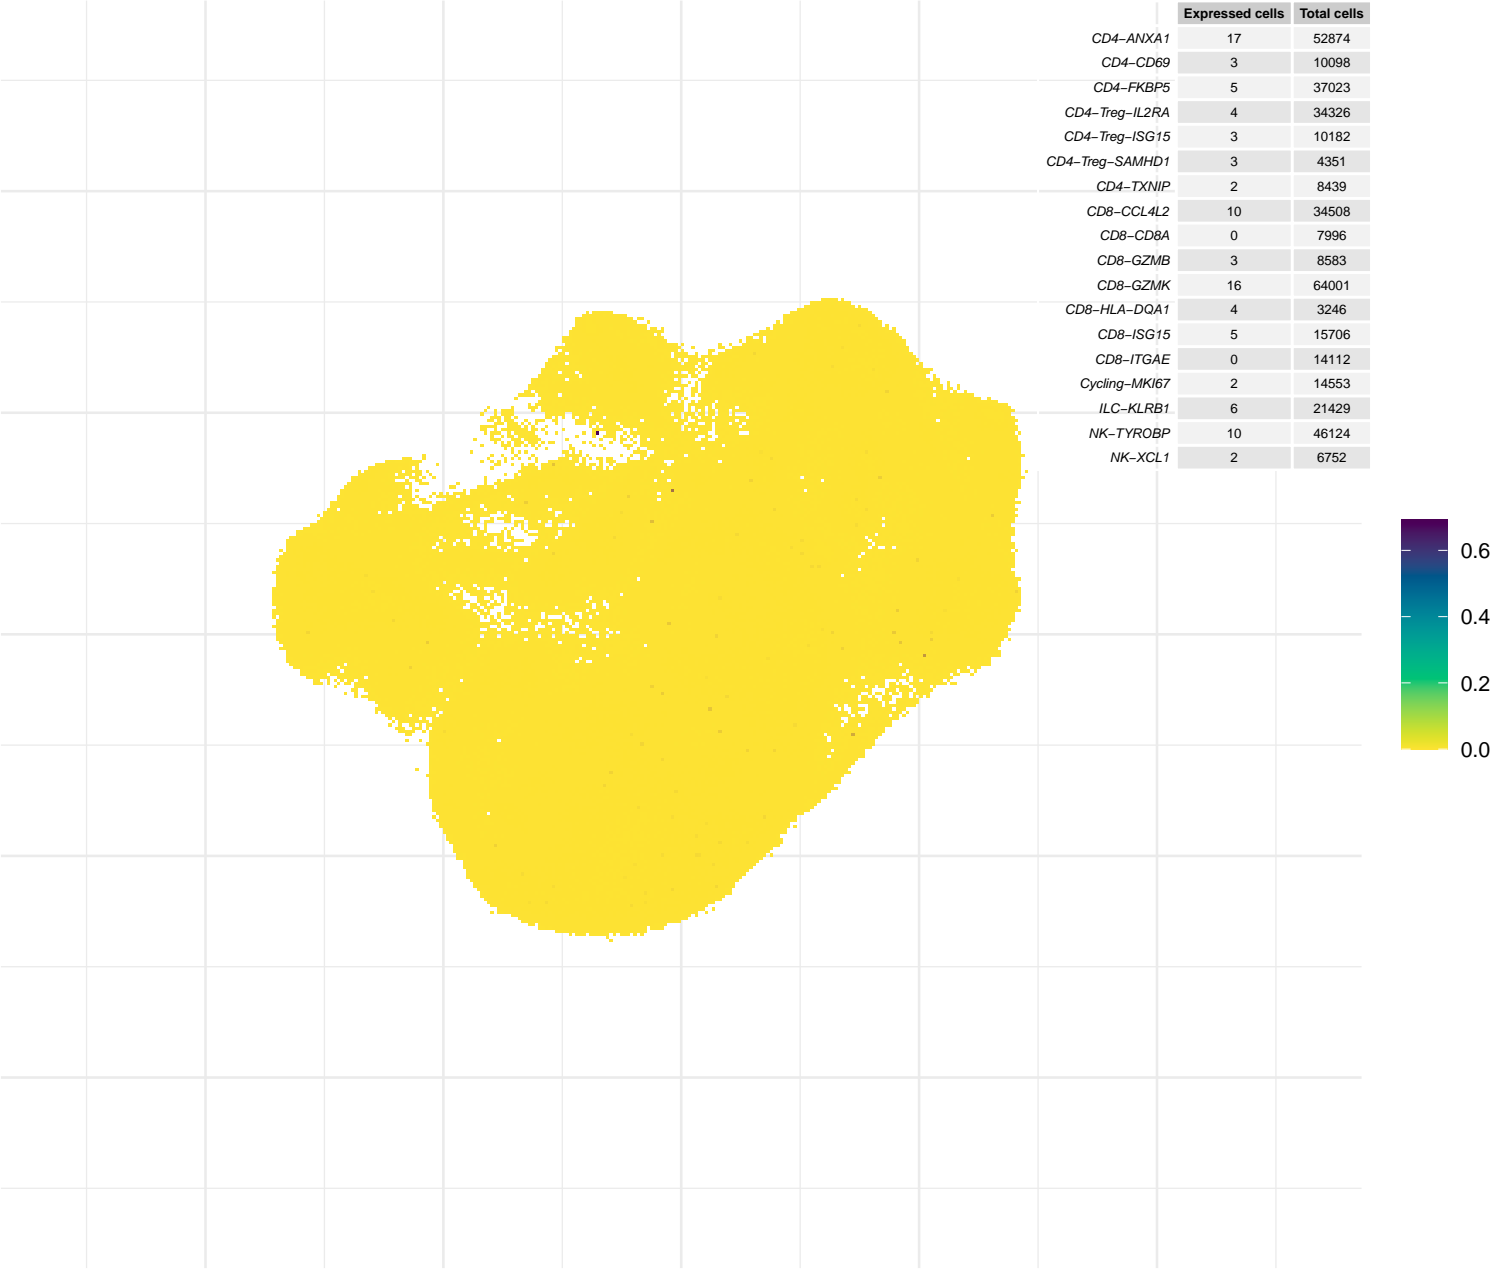 Expressed cells Total cells
CD4−ANXA1 17 52874
CD4−CD69 3 10098
CD4−FKBP5 5 37023
CD4−Treg−IL2RA 4 34326
CD4−Treg−ISG15 3 10182
CD4−Treg−SAMHD1 3 4351
CD4−TXNIP 2 8439
CD8−CCL4L2 10 34508
CD8−CD8A 0 7996
CD8−GZMB 3 8583
CD8−GZMK 16 64001
CD8−HLA−DQA1 4 3246
CD8−ISG15 5 15706
CD8−ITGAE 0 14112
Cycling−MKI67 2 14553
ILC−KLRB1 6 21429
NK−TYROBP 10 46124
NK−XCL1 2 6752
0.6
0.4
0.2
0.0